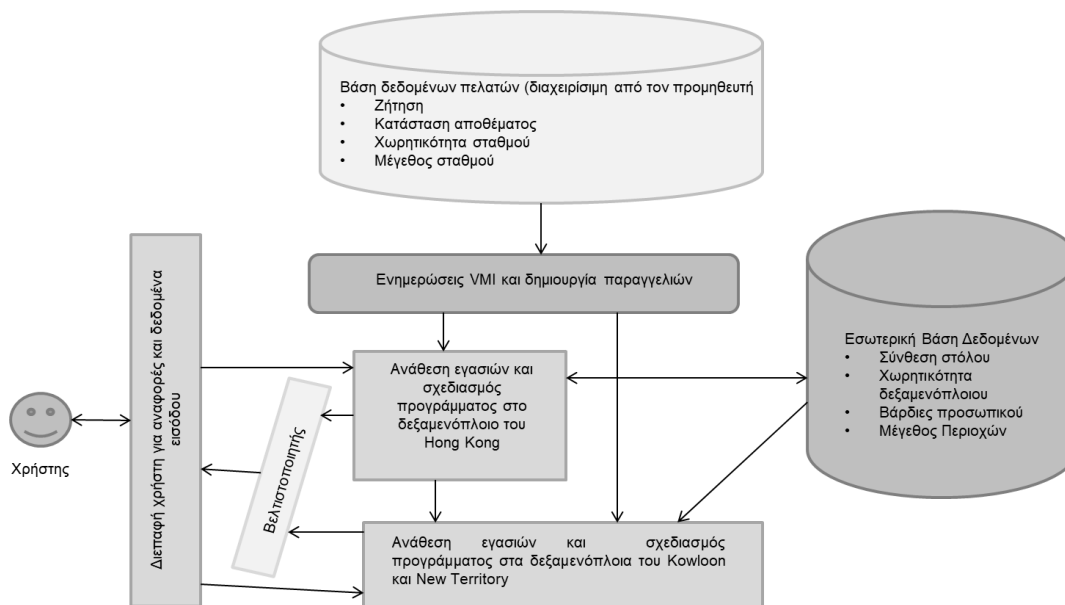 Βάση δεδομένων πελατών (διαχειρίσιμη από τον προμηθευτή
• Ζήτηση
• Κατάσταση αποθέματος
• Χωρητικότητα σταθμού
• Μέγεθος σταθμού
Ενημερώσεις VMI και δημιουργία παραγγελιών
Εσωτερική Βάση Δεδομένων
• Σύνθεση στόλου
• Χωρητικότητα
δεξαμενόπλοιου
• Βάρδιες προσωπικού
• Μέγεθος Περιοχών
Ανάθεση εγασιών και
σχεδιασμός
προγράμματος στο
δεξαμενόπλοιο του
Hong Kong
Χρήστης
Διεπαφή χρήστη για αναφορές και δεδομένα
εισόδου
Βελτιστοποιητής
Ανάθεση εγασιών και σχεδιασμός
προγράμματος στα δεξαμενόπλοια του Kowloon
και New Territory